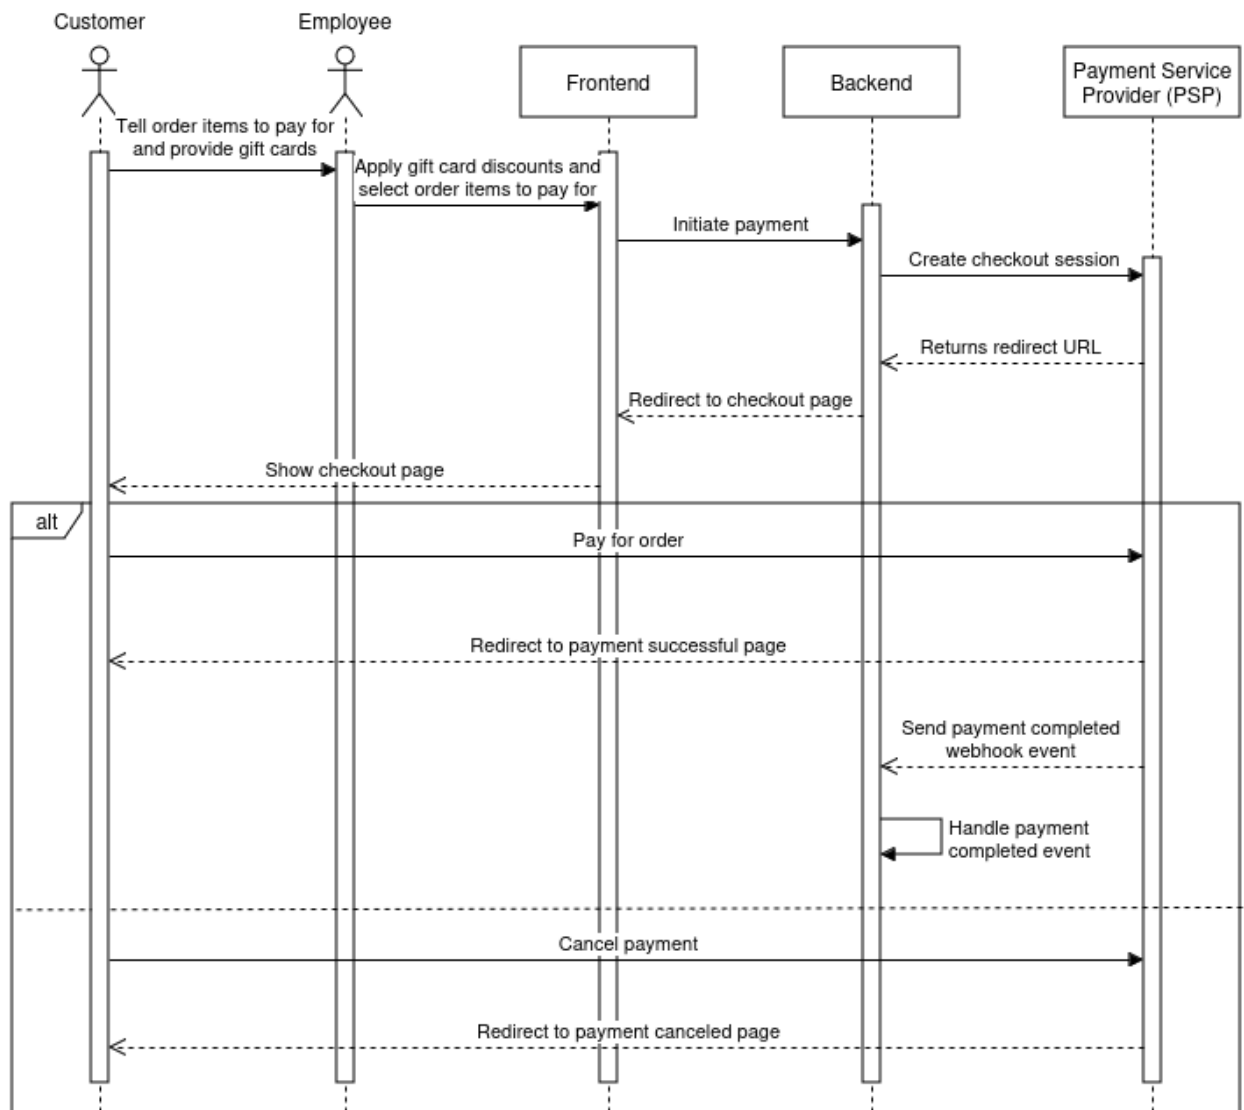 Customer
Employee
Frontend
Backend
Payment Service
Provider (PSP)
Tell order items to pay for
and provide gift cards
Apply gift card discounts and
select order items to pay for
Initiate payment
Create checkout session
Returns redirect URL
Redirect to checkout page
Show checkout page
alt
Pay for order
Redirect to payment successful page
Send payment completed
webhook event
Handle payment
completed event
Cancel payment
Redirect to payment canceled page